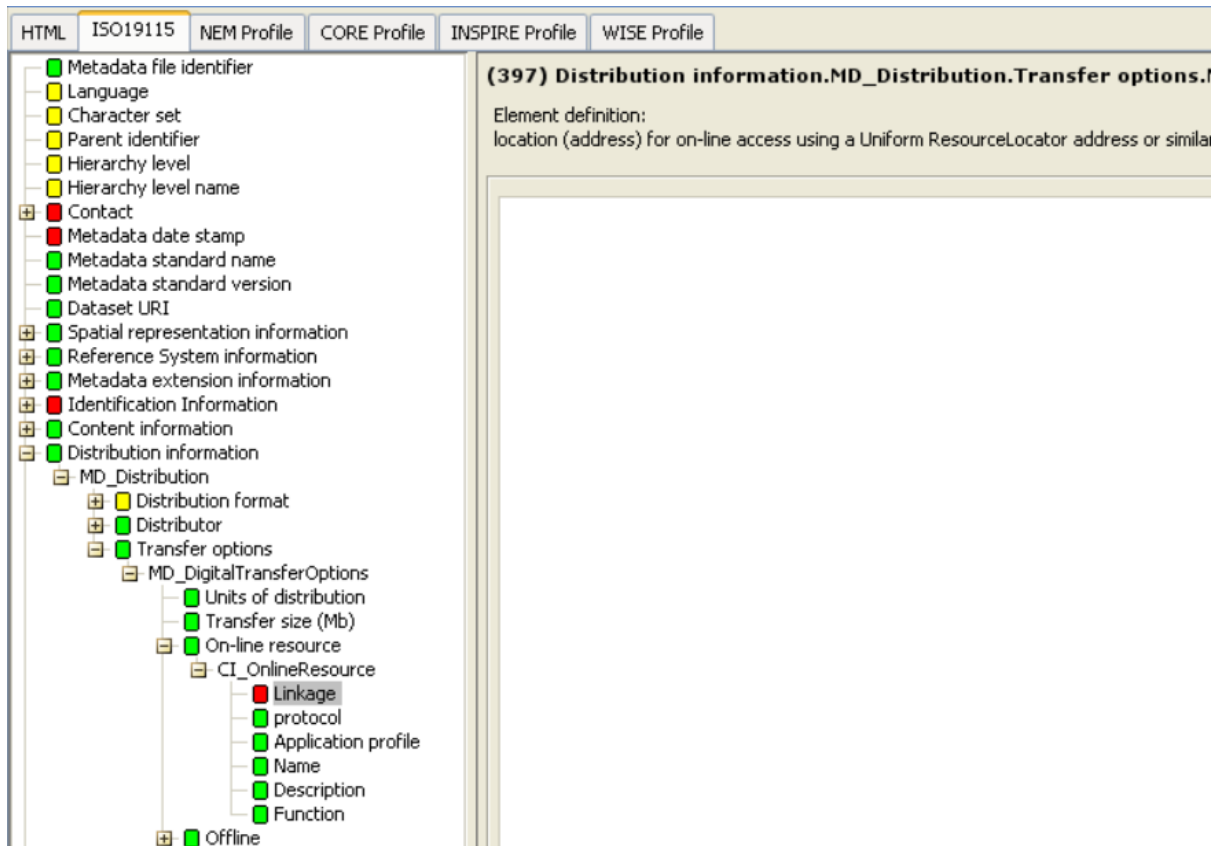 HTML ISO19115 NEM Profile CORE Profile INSPIRE Profile WISE Profile
Metadata file identifier
Language
Character set
Parent identifier
Hierarchy level
Hierarchy level name
Contact
Metadata date stamp
Metadata standard name
Metadata standard version
Dataset URI
Spatial representation information
Reference System information
Metadata extension information
Identification Information
Content information
Distribution information
MD_Distribution
Distribution format
Distributor
Transfer options
MD_DigitalTransferOptions
Units of distribution
Transfer size (Mb)
On-line resource
CI_OnlineResource
Linkage
protocol
Application profile
Name
Description
Function
Offline
(397) Distribution information.MD_Distribution.Transfer options.
Element definition:
location (address) for on-line access using a Uniform ResourceLocator address or similar